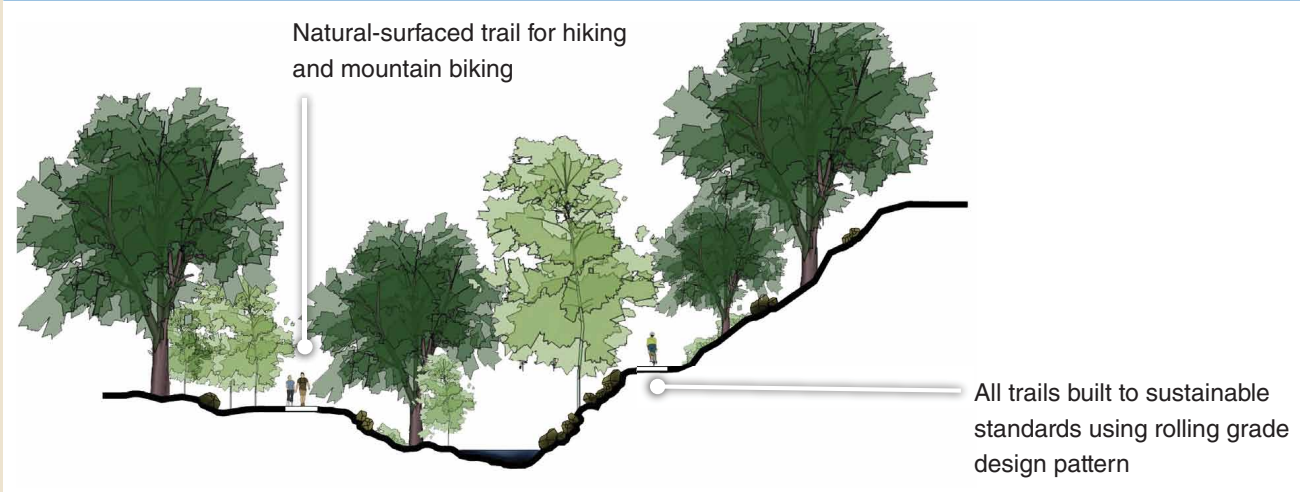 Natural-surfaced trail for hiking
and mountain biking
All trails built to sustainable
standards using rolling grade
design pattern